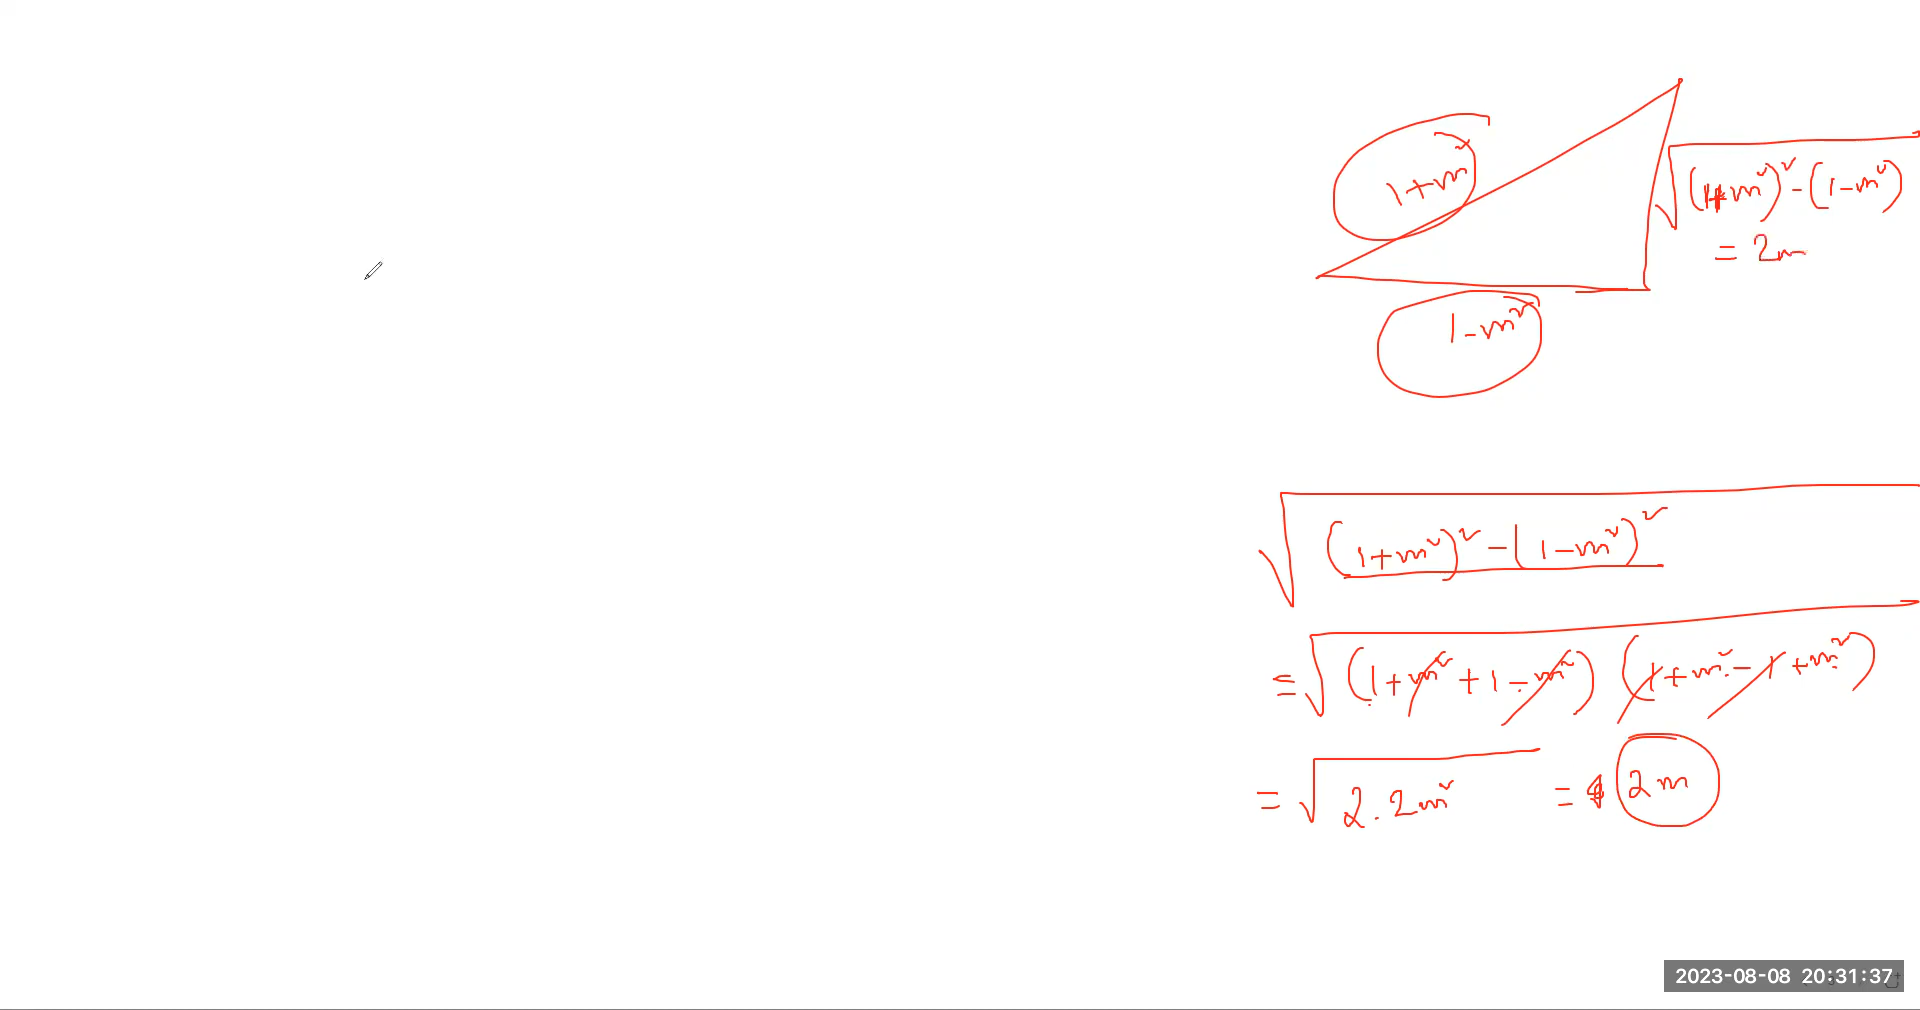 1+m²
√(1+m²)²-(1-m²)
= 2m
1-m²
√(1+m²)²-(1-m²)²
= √(1+m²+1-m²) (1+m²-1+m²)
= √2.2m² = 2m
2023-08-08 20:31:37